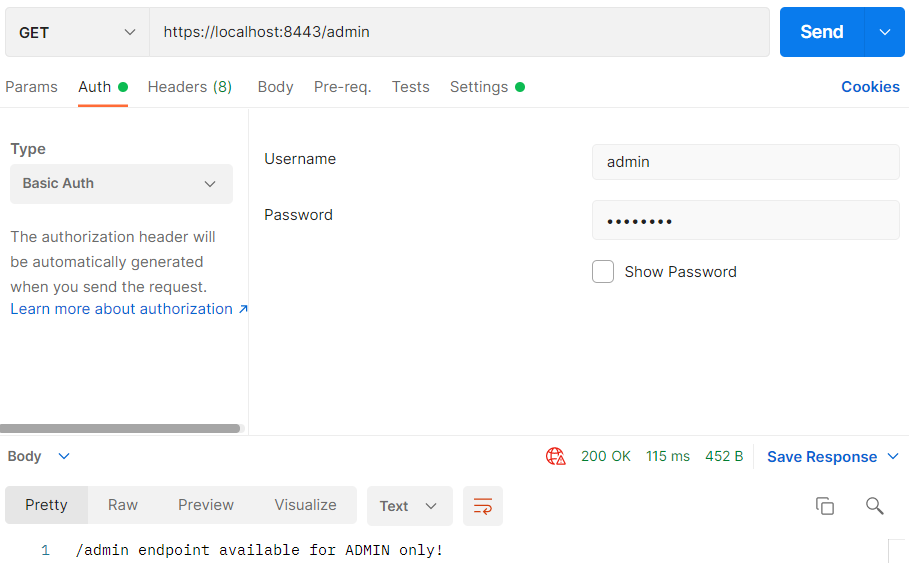 GET https://localhost:8443/admin Send
Params Auth Headers (8) Body Pre-req. Tests Settings Cookies
Type
Basic Auth
The authorization header will
be automatically generated
when you send the request.
Learn more about authorization ↗
Username admin
Password ••••••••
Show Password
Body 200 OK 115 ms 452 B Save Response
Pretty Raw Preview Visualize Text
1 /admin endpoint available for ADMIN only!